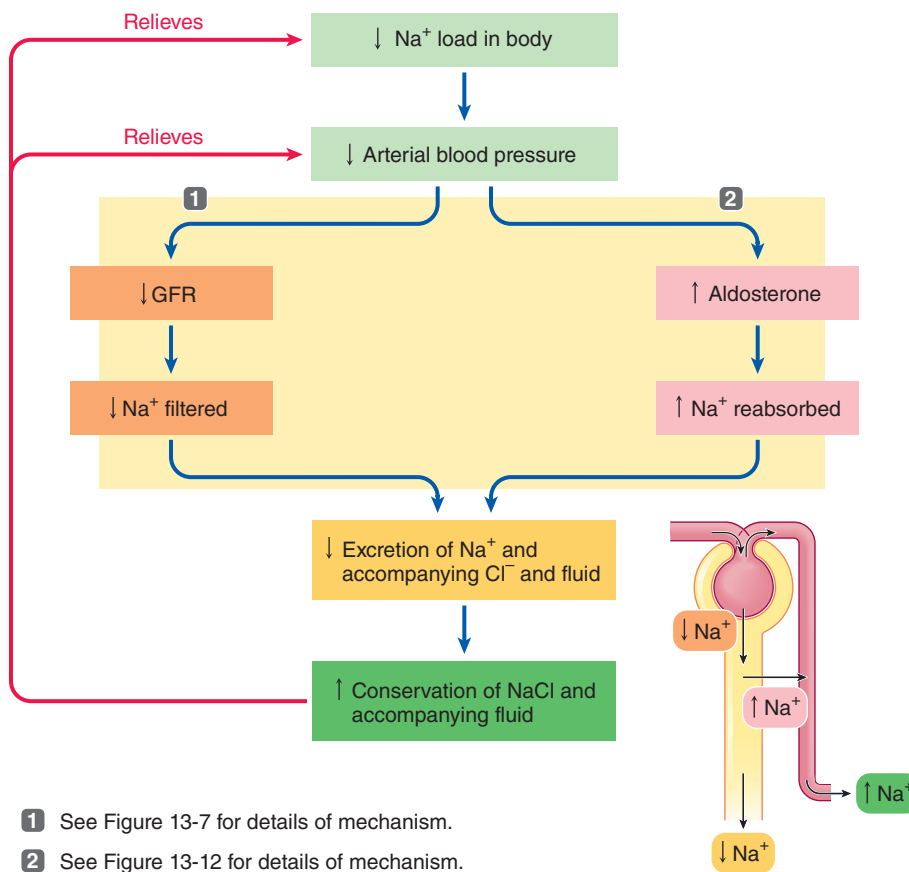 Relieves
↓ Na⁺ load in body
Relieves
↓ Arterial blood pressure
1
2
↓ GFR
↑ Aldosterone
↓ Na⁺ filtered
↑ Na⁺ reabsorbed
↓ Excretion of Na⁺ and
accompanying Cl⁻ and fluid
↑ Conservation of NaCl and
accompanying fluid
↓ Na⁺
↑ Na⁺
↑ Na⁺
↓ Na⁺
1 See Figure 13-7 for details of mechanism.
2 See Figure 13-12 for details of mechanism.